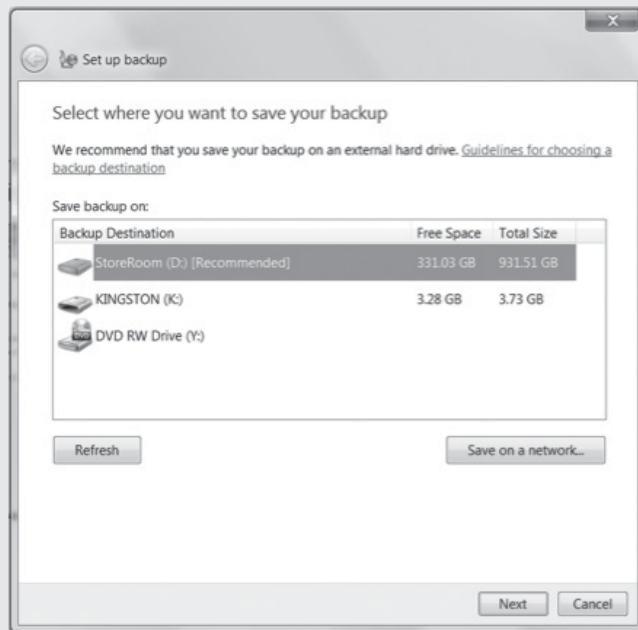 Set up backup
Select where you want to save your backup
We recommend that you save your backup on an external hard drive. Guidelines for choosing a
backup destination
Save backup on:
Backup Destination Free Space Total Size
StoreRoom (D:) [Recommended] 331.03 GB 931.51 GB
KINGSTON (K:) 3.28 GB 3.73 GB
DVD RW Drive (Y:)
Refresh Save on a network...
Next Cancel